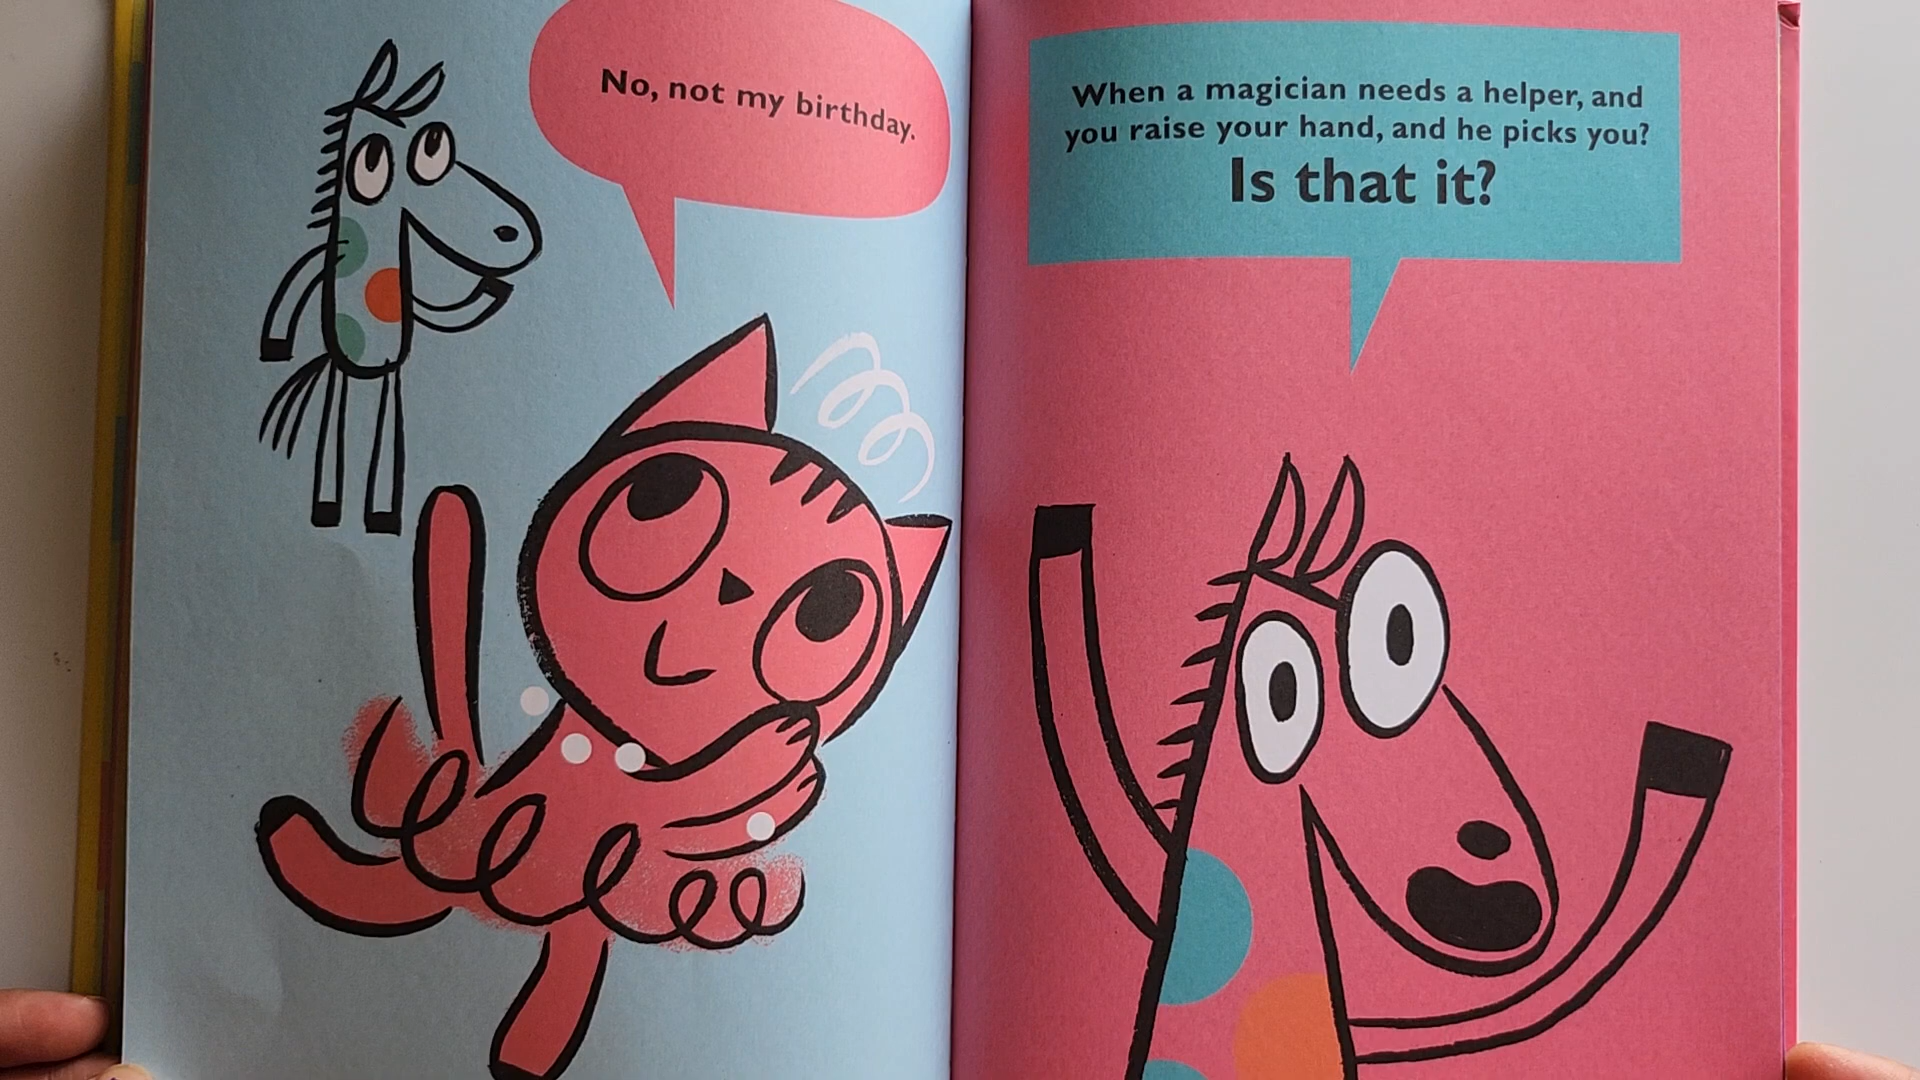 No, not my birthday.
When a magician needs a helper, and
you raise your hand, and he picks you?
Is that it?